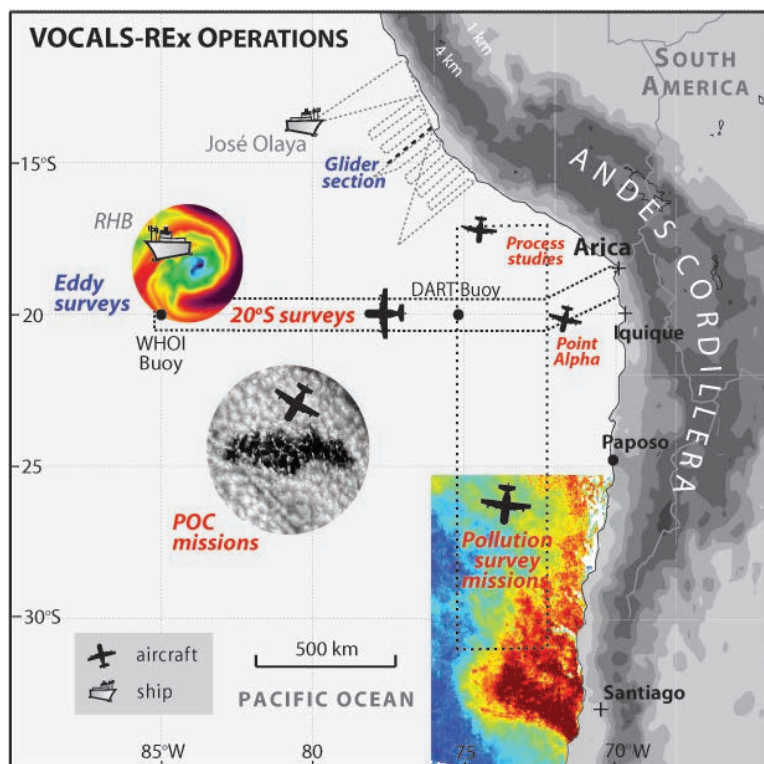 VOCALS-REx OPERATIONS
1 km
4 km
SOUTH
AMERICA
José Olaya
15°S
Glider
section
ANDES CORDILLERA
RHB
Process
studies
Arica
Eddy
surveys
DART Buoy
20°S surveys
20
WHOI
Buoy
Point
Alpha
Iquique
Paposo
25
POC
missions
Pollution
survey
missions
30°S
aircraft
ship
500 km
PACIFIC OCEAN
Santiago
85°W
80
75
70°W